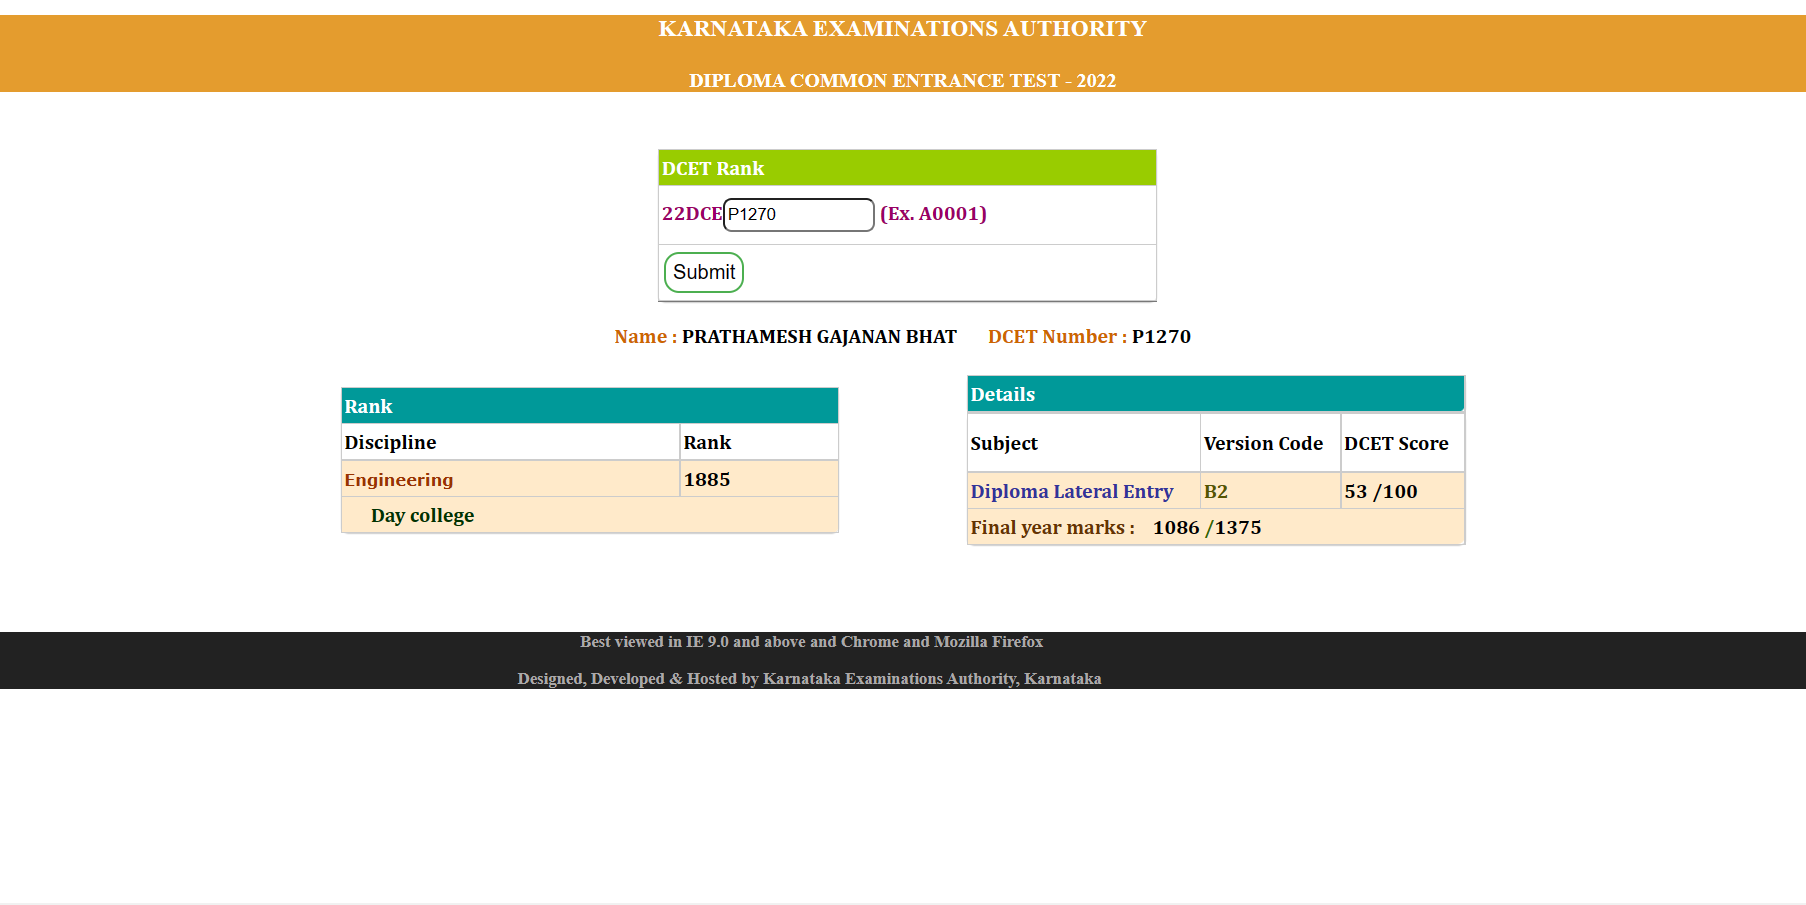 KARNATAKA EXAMINATIONS AUTHORITY
DIPLOMA COMMON ENTRANCE TEST - 2022
DCET Rank
22DCE P1270 (Ex. A0001)
Submit
Name : PRATHAMESH GAJANAN BHAT DCET Number : P1270
Rank
Discipline Rank
Engineering 1885
Day college
Details
Subject Version Code DCET Score
Diploma Lateral Entry B2 53 /100
Final year marks : 1086 /1375
Best viewed in IE 9.0 and above and Chrome and Mozilla Firefox
Designed, Developed & Hosted by Karnataka Examinations Authority, Karnataka